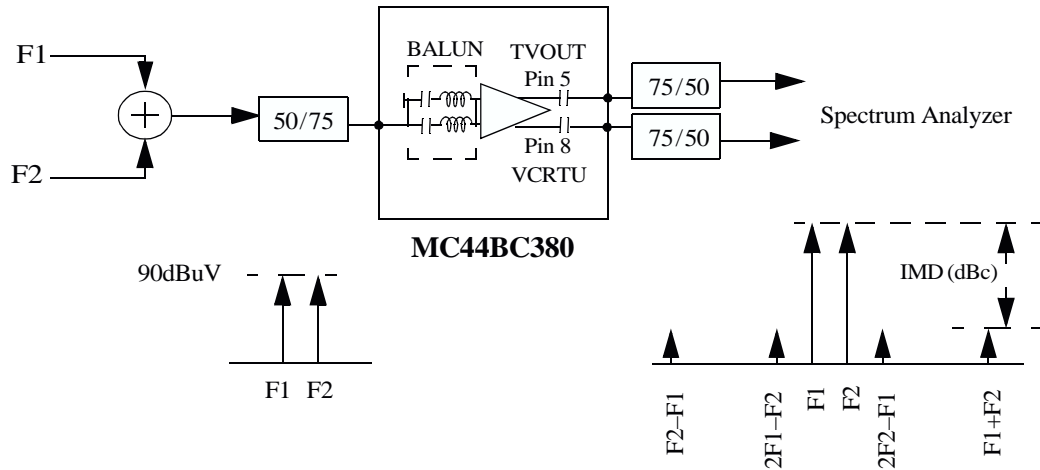 F1
F2
+
50/75
BALUN
TVOUT
Pin 5
Pin 8
VCRTU
75/50
75/50
Spectrum Analyzer
MC44BC380
90dBuV
F1
F2
IMD (dBc)
F2–F1
2F1–F2
F1
F2
2F2–F1
F1+F2